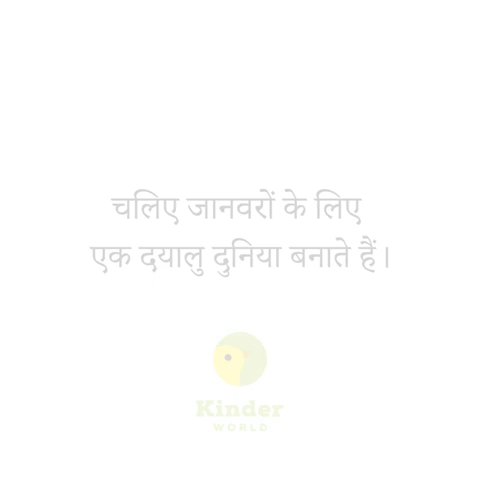 चलिए जानवरों के लिए
एक दयालु दुनिया बनाते हैं।
Kinder
WORLD